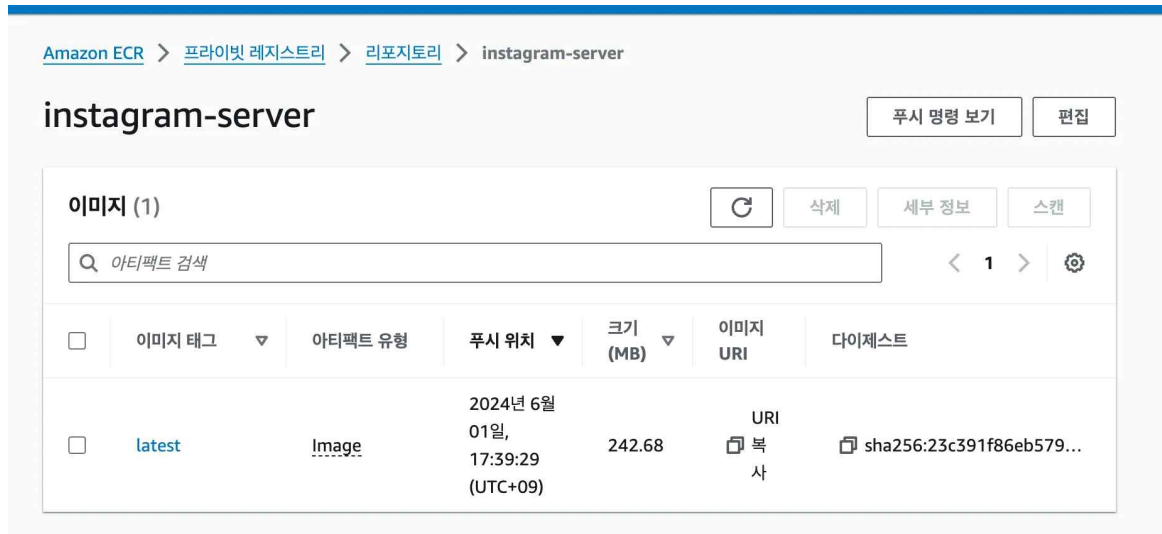 Amazon ECR > 프라이빗 레지스트리 > 리포지토리 > instagram-server
instagram-server
푸시 명령 보기
편집
이미지 (1)
삭제
세부 정보
스캔
아티팩트 검색
1
이미지 태그
아티팩트 유형
푸시 위치
크기
(MB)
이미지
URI
다이제스트
latest
Image
2024년 6월
01일,
17:39:29
(UTC+09)
242.68
URI
복
사
sha256:23c391f86eb579...